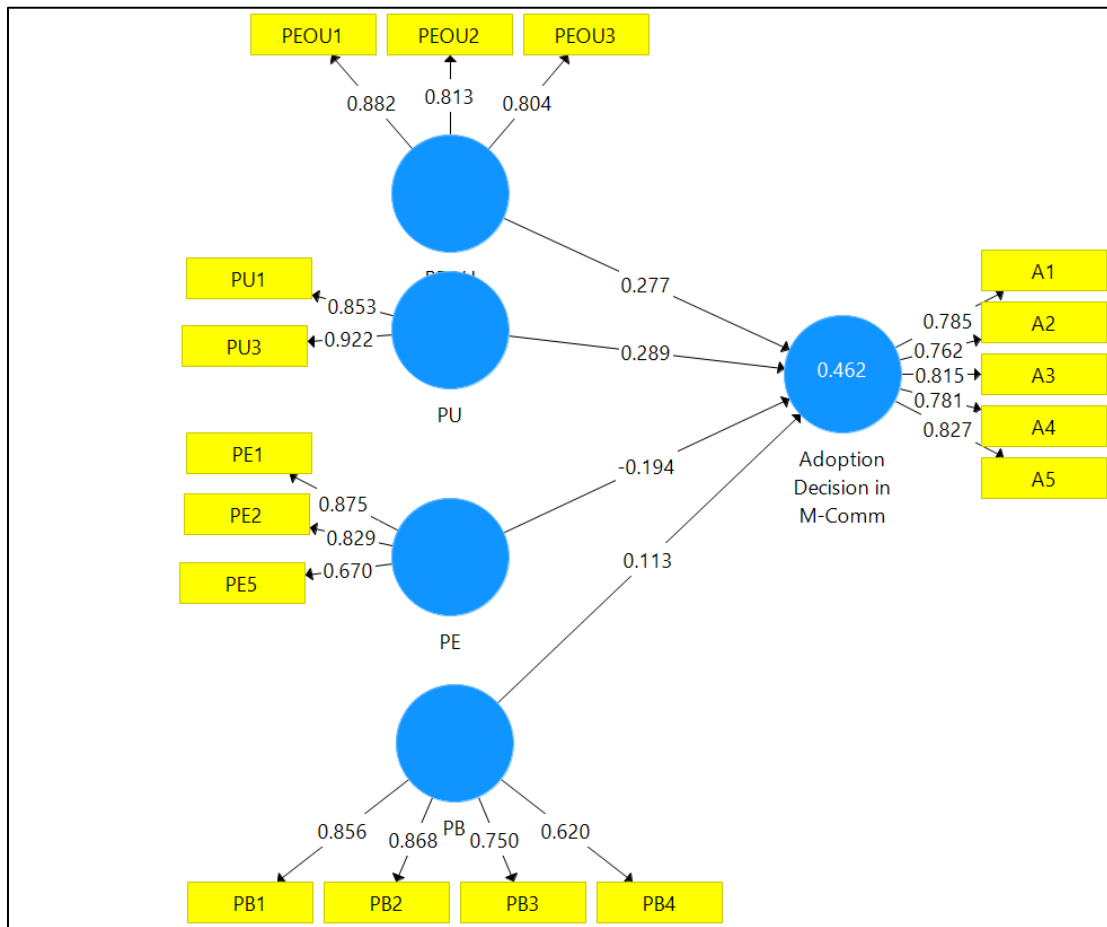 PEOU1 PEOU2 PEOU3
0.882 0.813 0.804
PU1
0.853
PU3
0.922
PU
0.277
0.289
PE1
0.875
PE2
0.829
PE5
0.670
PE
-0.194
0.113
0.462
Adoption
Decision in
M-Comm
0.785
A1
0.762
A2
0.815
A3
0.781
A4
0.827
A5
PB
0.856 0.868 0.750 0.620
PB1 PB2 PB3 PB4